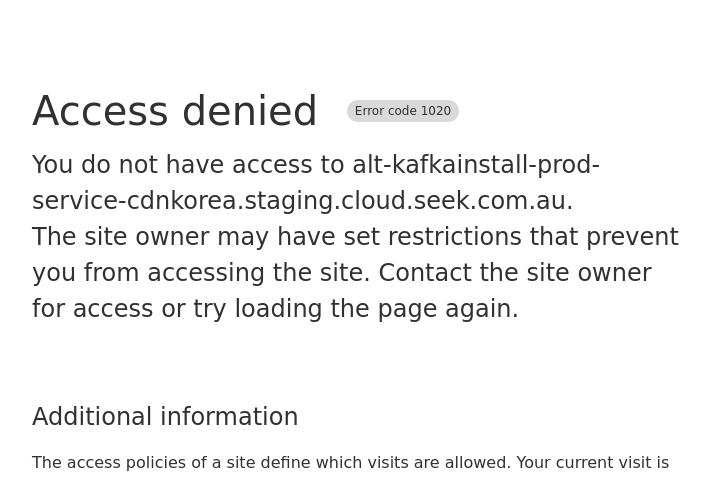 Access denied
Error code 1020
You do not have access to alt-kafkainstall-prod-
service-cdnkorea.staging.cloud.seek.com.au.
The site owner may have set restrictions that prevent
you from accessing the site. Contact the site owner
for access or try loading the page again.
Additional information
The access policies of a site define which visits are allowed. Your current visit is